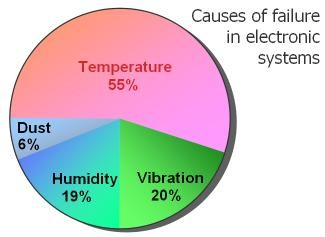 Causes of failure
in electronic
systems
Temperature
55%
Dust
6%
Humidity
19%
Vibration
20%